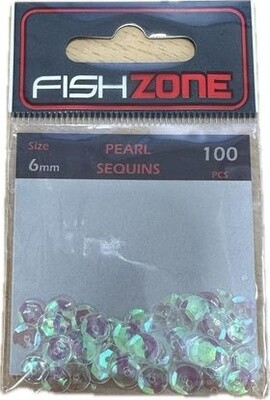 FISHZONE
Size PEARL 100
6mm SEQUINS PCS